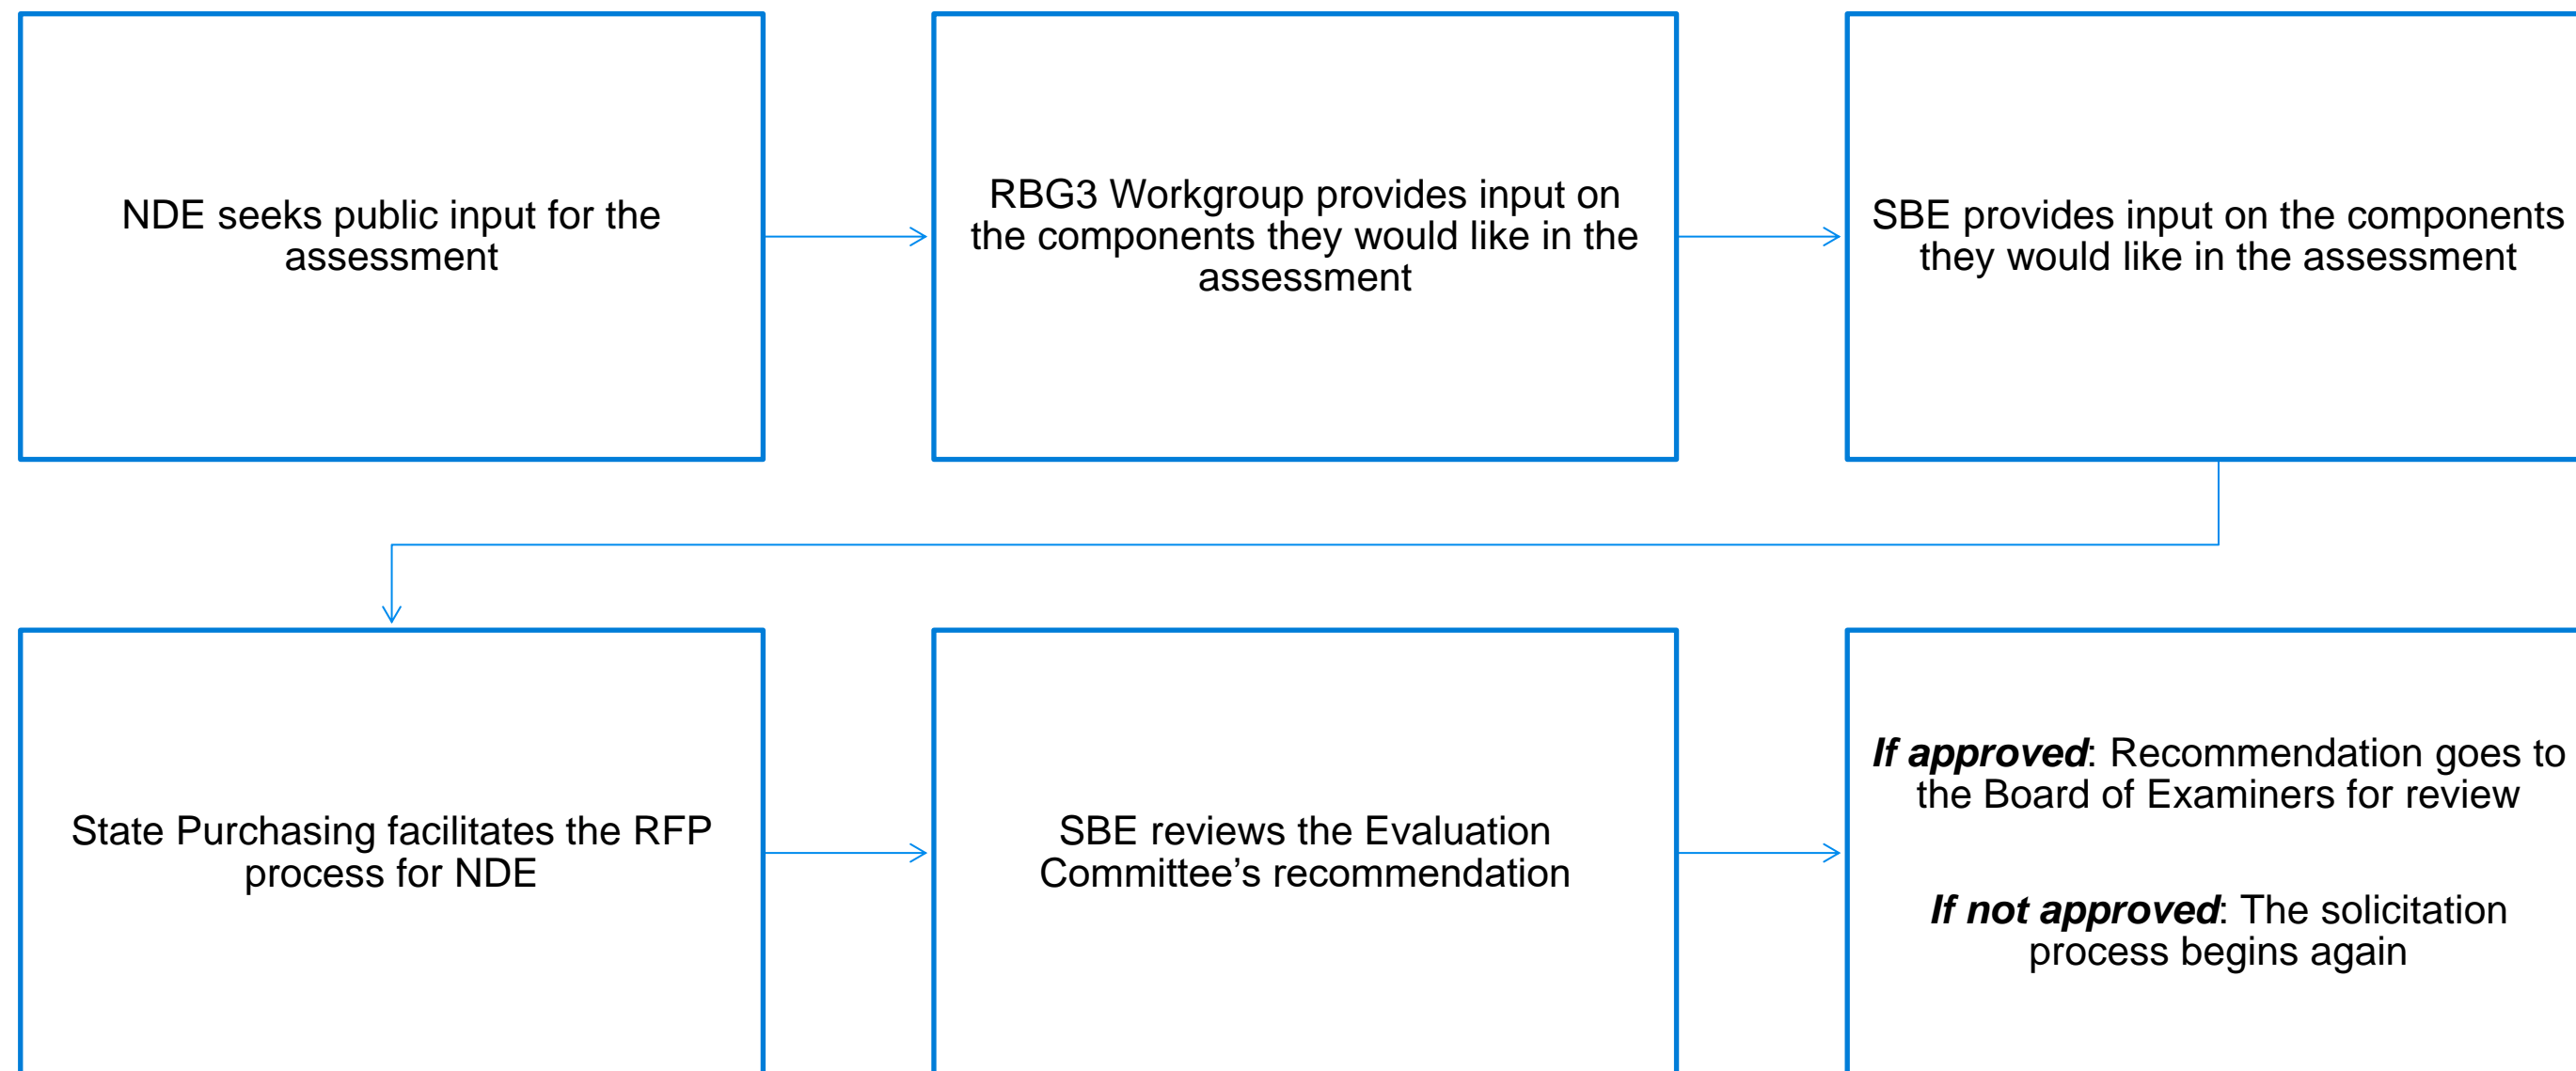 NDE seeks public input for the
assessment
RBG3 Workgroup provides input on
the components they would like in the
assessment
SBE provides input on the components
they would like in the assessment
State Purchasing facilitates the RFP
process for NDE
SBE reviews the Evaluation
Committee’s recommendation
If approved: Recommendation goes to
the Board of Examiners for review
If not approved: The solicitation
process begins again